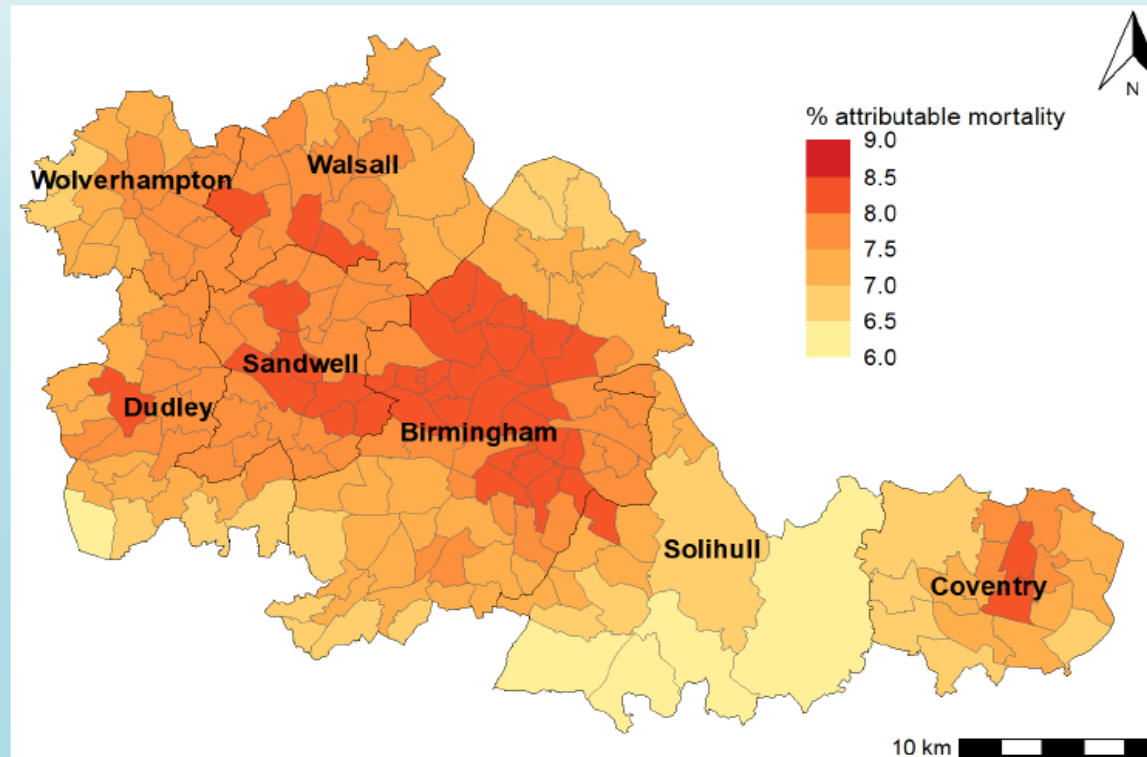 N
% attributable mortality
9.0
8.5
8.0
7.5
7.0
6.5
6.0
Walsall
Wolverhampton
Sandwell
Dudley
Birmingham
Solihull
Coventry
10 km